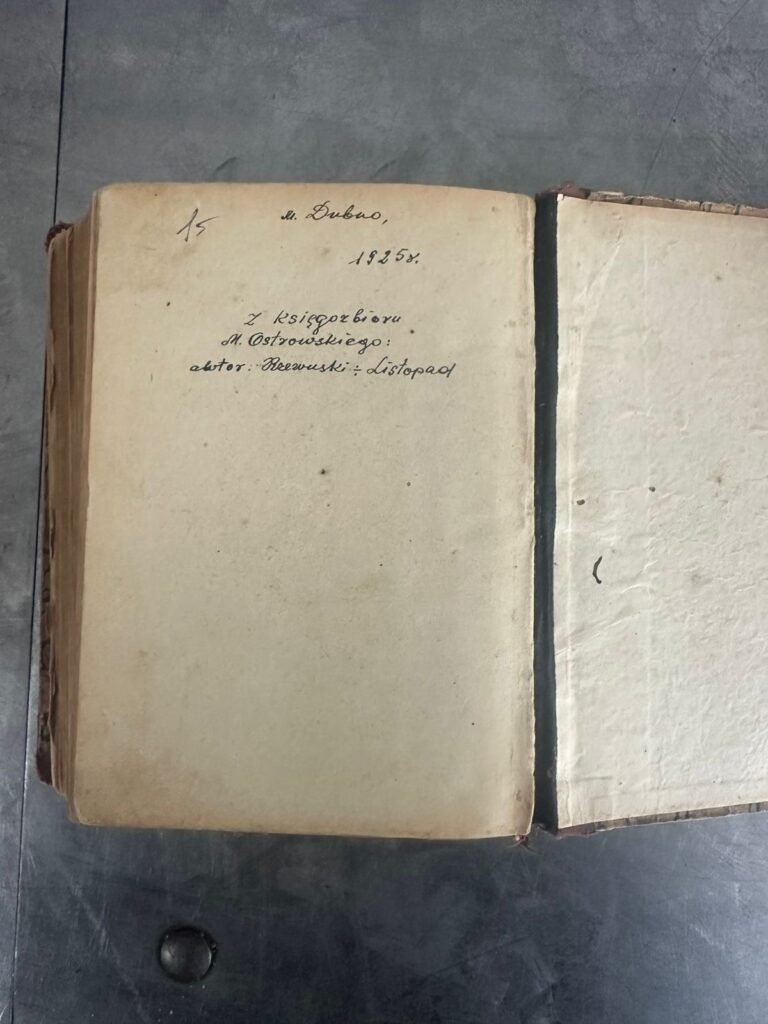 15
m. Dubno,
1925r.
Z księgozbioru
M. Ostrowskiego:
autor: Rzewuski ÷ Listopad